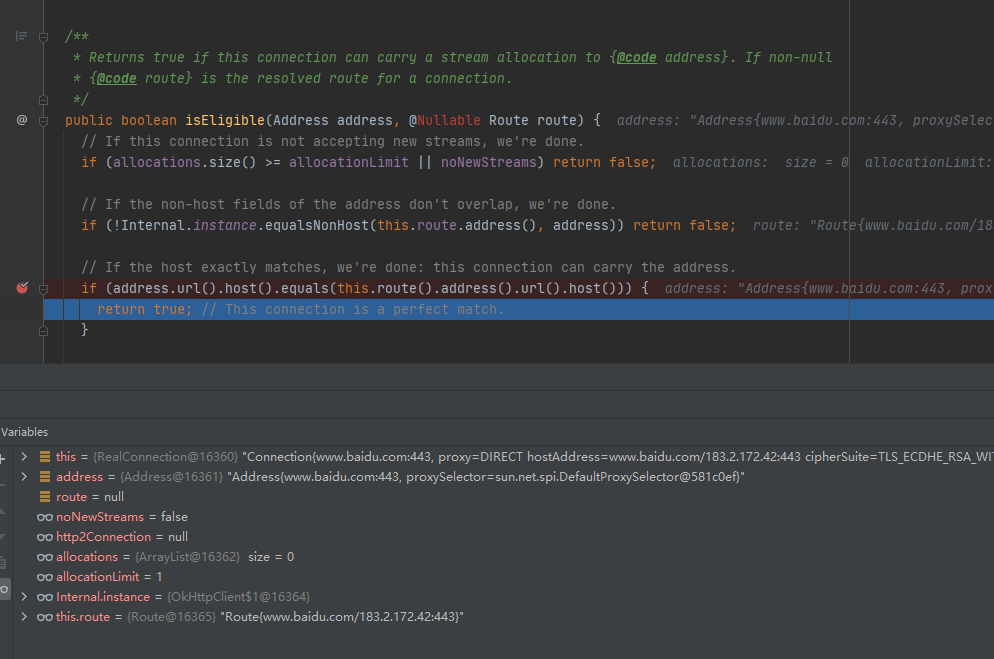 /**
* Returns true if this connection can carry a stream allocation to {@code address}. If non-null
* {@code route} is the resolved route for a connection.
*/
@ public boolean isEligible(Address address, @Nullable Route route) { address: "Address{www.baidu.com:443, proxySelec
// If this connection is not accepting new streams, we're done.
if (allocations.size() >= allocationLimit || noNewStreams) return false; allocations: size = 0 allocationLimit:
// If the non-host fields of the address don't overlap, we're done.
if (!Internal.instance.equalsNonHost(this.route.address(), address)) return false; route: "Route{www.baidu.com/18
// If the host exactly matches, we're done: this connection can carry the address.
if (address.url().host().equals(this.route().address().url().host())) { address: "Address{www.baidu.com:443, prox
return true; // This connection is a perfect match.
}
Variables
this = {RealConnection@16360} "Connection{www.baidu.com:443, proxy=DIRECT hostAddress=www.baidu.com/183.2.172.42:443 cipherSuite=TLS_ECDHE_RSA_WI
address = {Address@16361} "Address{www.baidu.com:443, proxySelector=sun.net.spi.DefaultProxySelector@581c0ef}"
route = null
noNewStreams = false
http2Connection = null
allocations = {ArrayList@16362} size = 0
allocationLimit = 1
Internal.instance = {OkHttpClient$1@16364}
this.route = {Route@16365} "Route{www.baidu.com/183.2.172.42:443}"